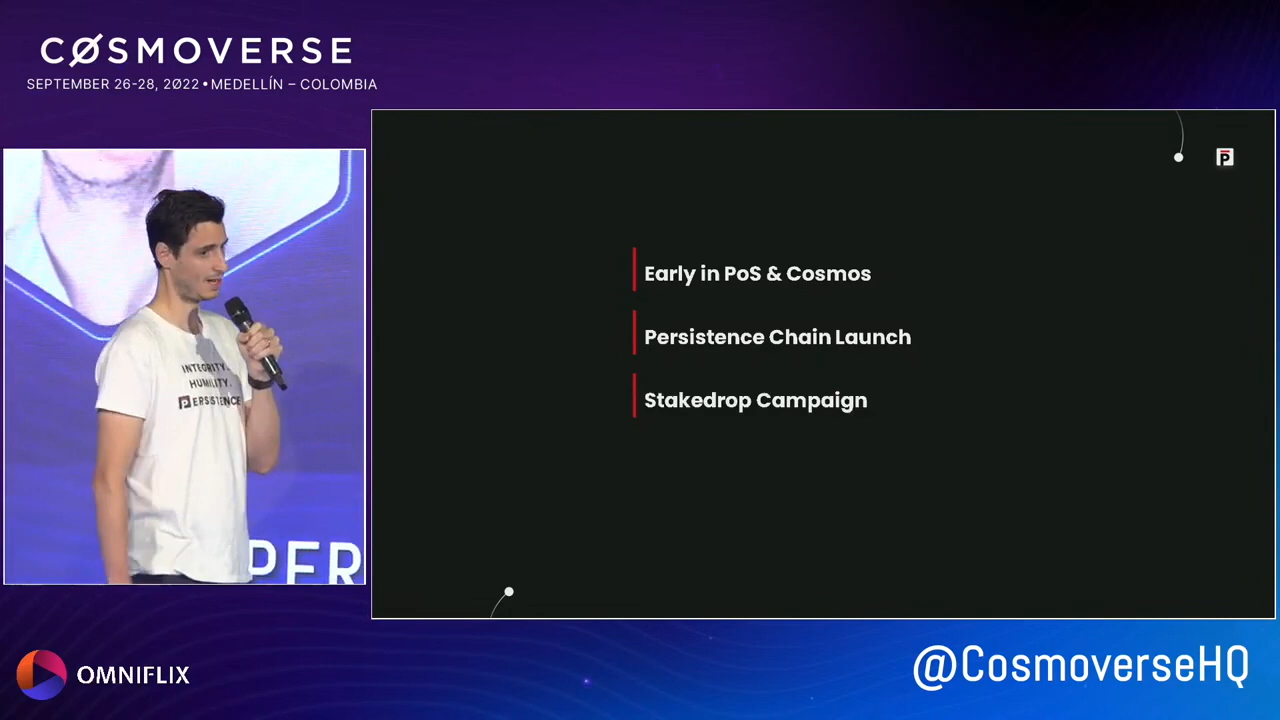 CØSMOVERSE
SEPTEMBER 26-28, 2022 • MEDELLÍN – COLOMBIA
P
Early in PoS & Cosmos
Persistence Chain Launch
Stakedrop Campaign
INTEGRITY.
HUMILITY.
PERSISTENCE
PER
OMNIFLIX
@CosmoverseHQ